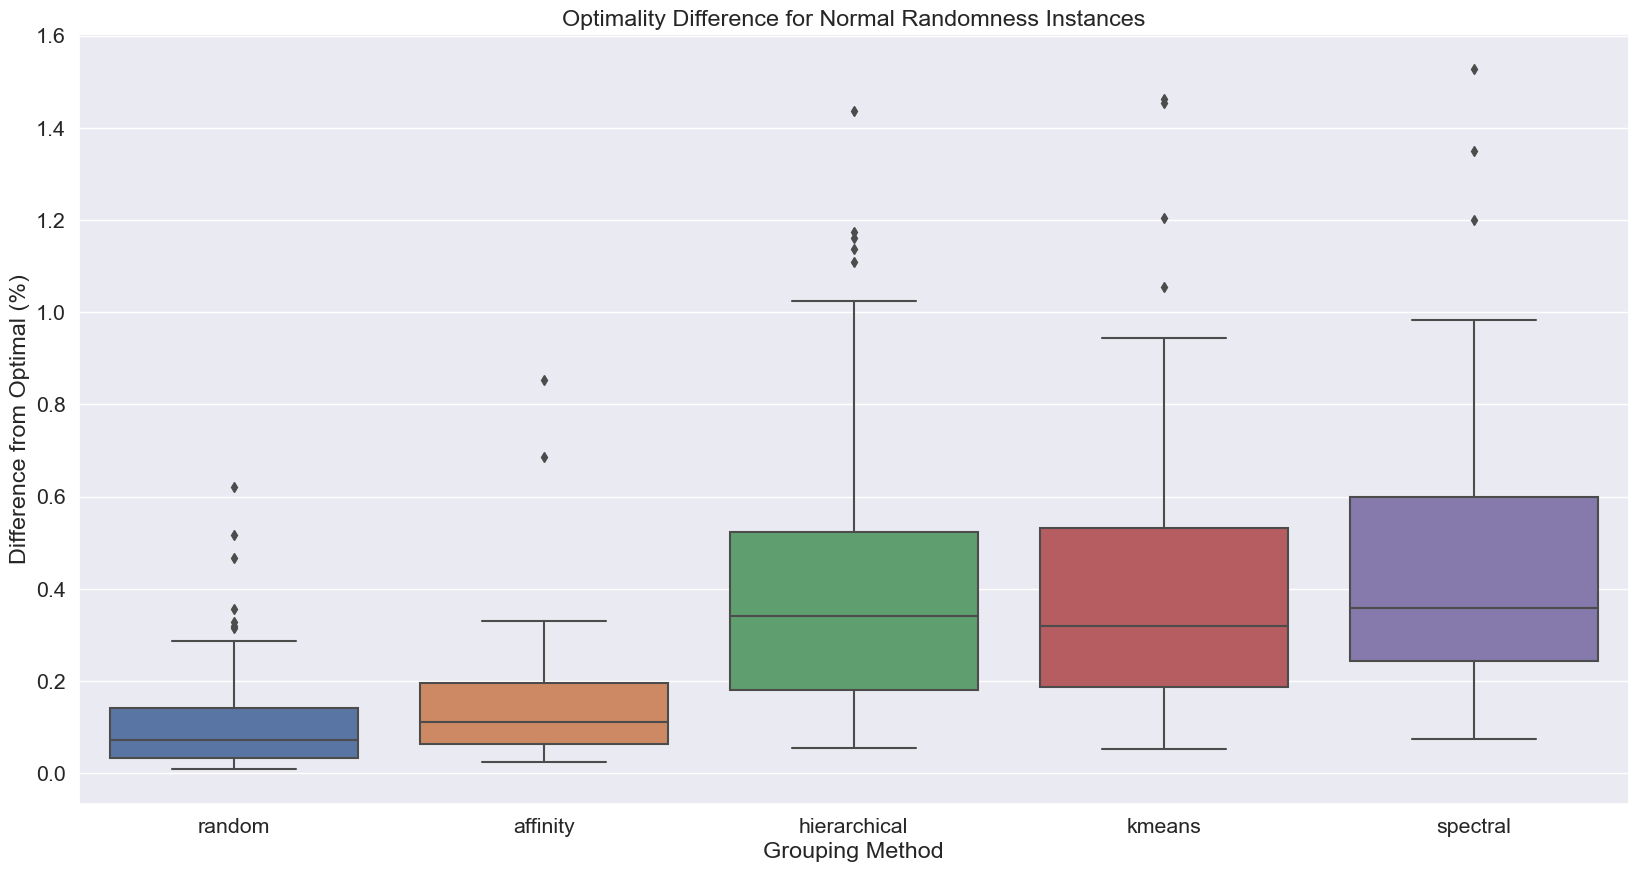 Optimality Difference for Normal Randomness Instances
Difference from Optimal (%)
1.6
1.4
1.2
1.0
0.8
0.6
0.4
0.2
0.0
random affinity hierarchical kmeans spectral
Grouping Method